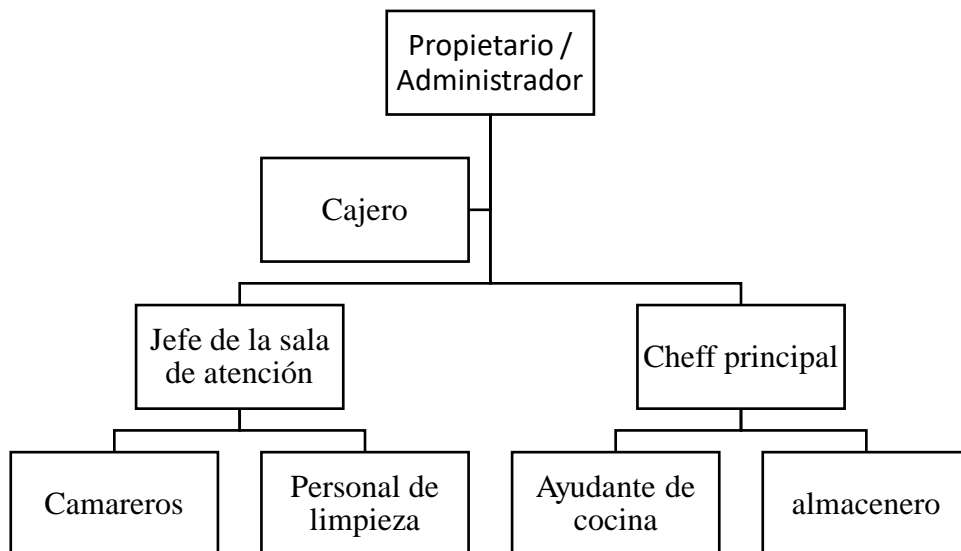 Propietario /
Administrador
Cajero
Jefe de la sala
de atención
Cheff principal
Camareros
Personal de
limpieza
Ayudante de
cocina
almacenero